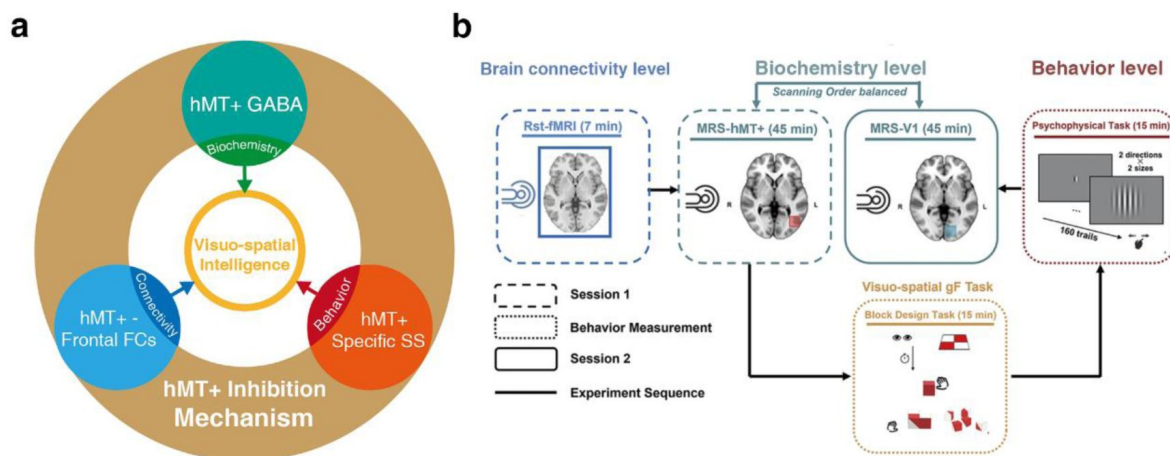 a
hMT+ GABA
Biochemistry
Visuo-spatial
Intelligence
hMT+ -
Frontal FCs
Connectivity
Behavior
hMT+
Specific SS
hMT+ Inhibition
Mechanism
b
Brain connectivity level
Biochemistry level
Behavior level
Scanning Order balanced
Rst-fMRI (7 min)
MRS-hMT+ (45 min)
R
L
MRS-V1 (45 min)
R
L
Psychophysical Task (15 min)
2 directions
×
2 sizes
...
160 trails
Session 1
Behavior Measurement
Session 2
Experiment Sequence
Visuo-spatial gF Task
Block Design Task (15 min)